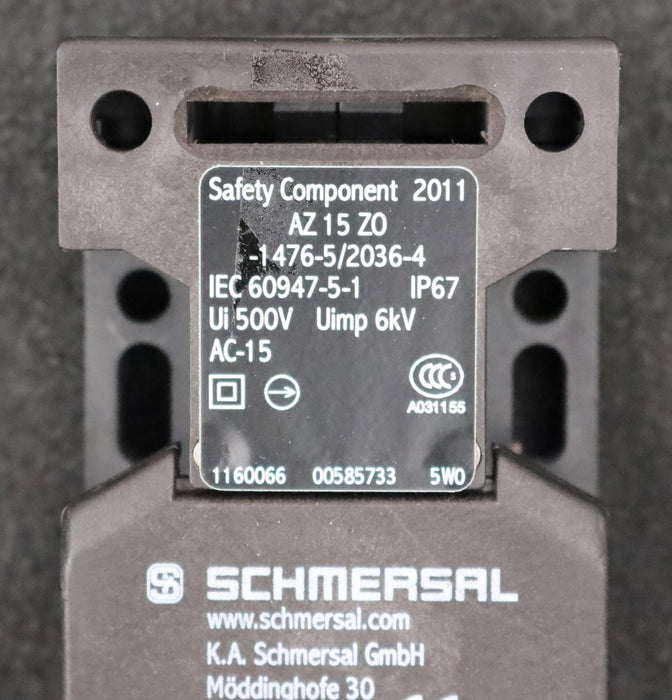 Safety Component 2011
AZ 15 ZO
-1476-5/2036-4
IEC 60947-5-1 IP67
Ui 500V Uimp 6kV
AC-15
CCC S
A031155
1160066 00585733 5W0
SCHMERSAL
www.schmersal.com
K.A. Schmersal GmbH
Möddinghofe 30